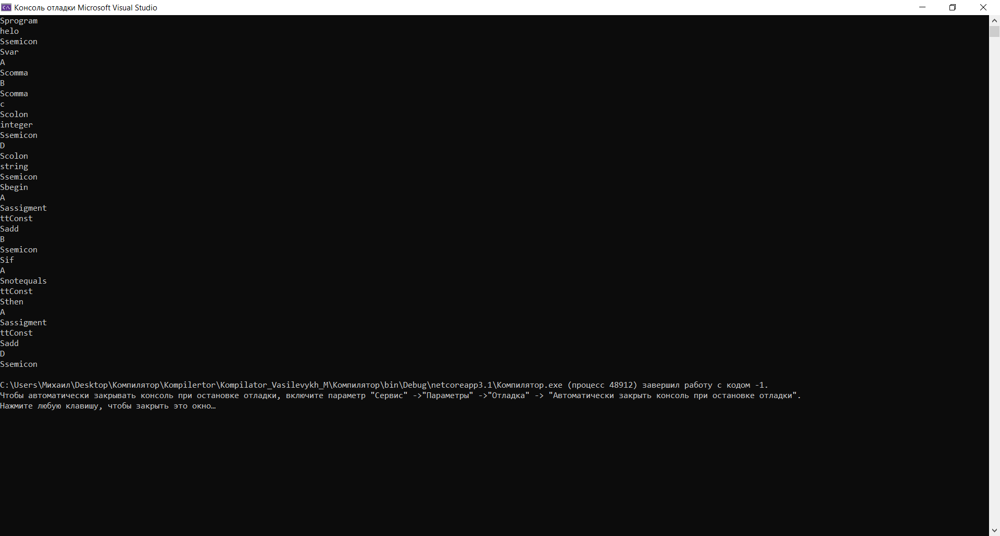 Консоль отладки Microsoft Visual Studio
Sprogram
helo
Ssemicon
Svar
A
Scomma
B
Scomma
c
Scolon
integer
Ssemicon
D
Scolon
string
Ssemicon
Sbegin
A
Sassigment
ttConst
Sadd
B
Ssemicon
Sif
A
Snotequals
ttConst
Sthen
A
Sassigment
ttConst
Sadd
D
Ssemicon
C:\Users\Михаил\Desktop\Компилятор\Kompilertor\Kompilator_Vasilevykh_M\Компилятор\bin\Debug\netcoreapp3.1\Компилятор.exe (процесс 48912) завершил работу с кодом -1.
Чтобы автоматически закрывать консоль при остановке отладки, включите параметр "Сервис" ->"Параметры" ->"Отладка" -> "Автоматически закрыть консоль при остановке отладки".
Нажмите любую клавишу, чтобы закрыть это окно…